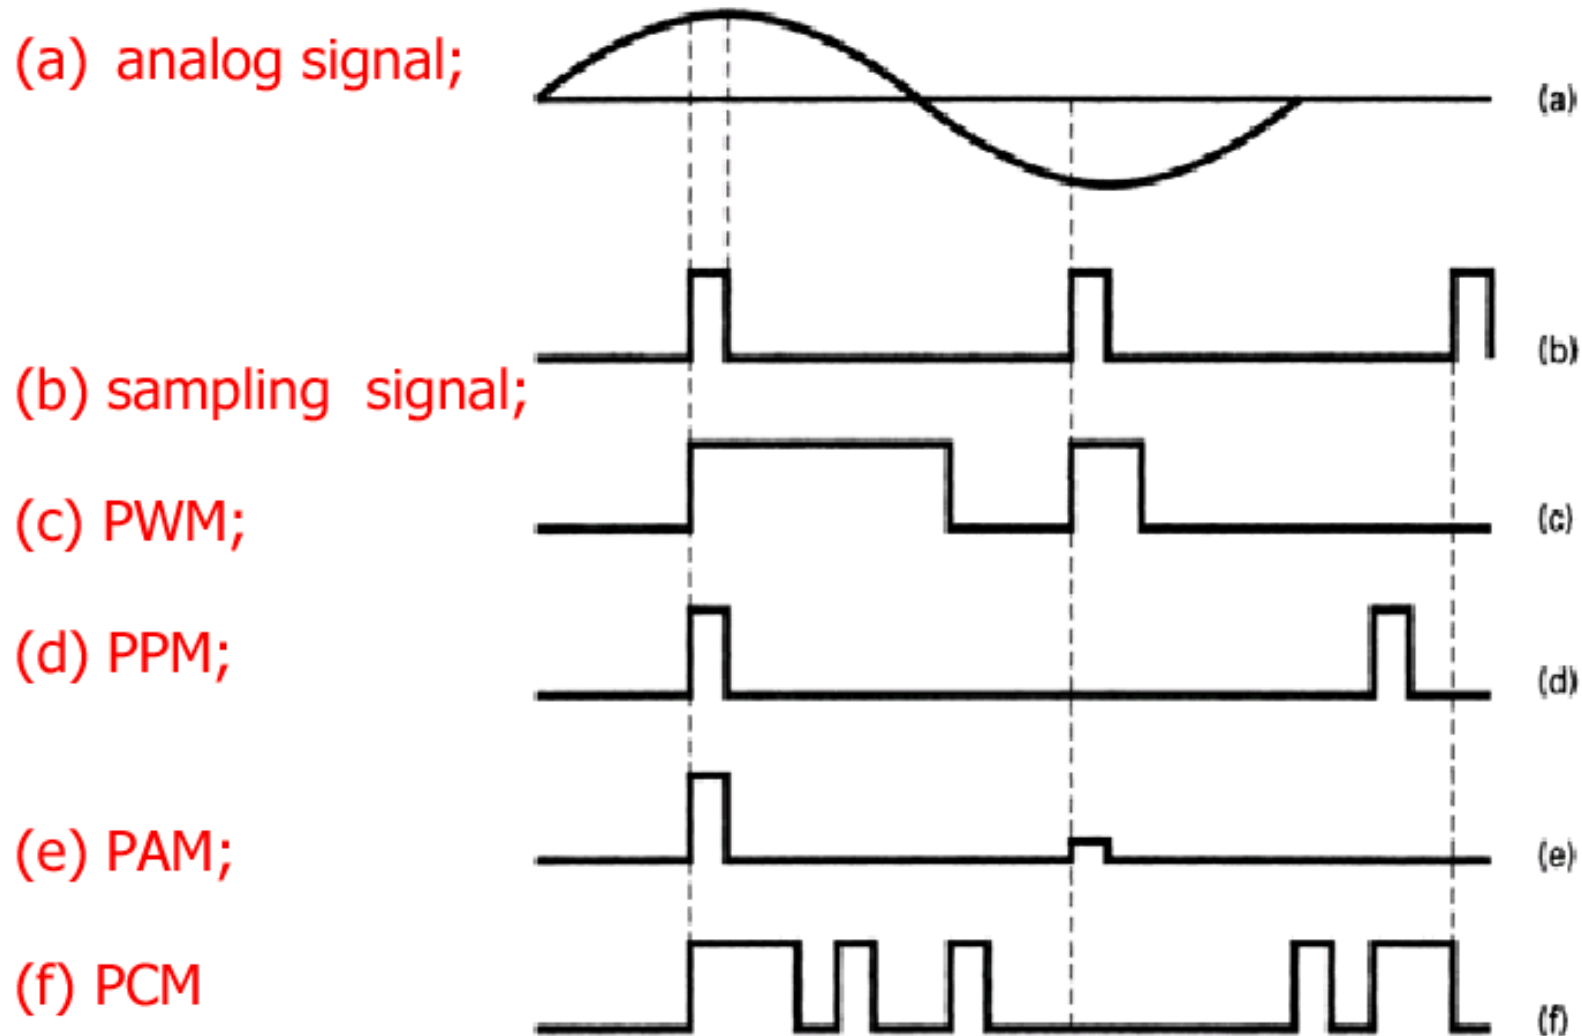 (a) analog signal;
(a)
(b)
(b) sampling signal;
(c) PWM;
(c)
(d) PPM;
(d)
(e) PAM;
(e)
(f) PCM
(f)